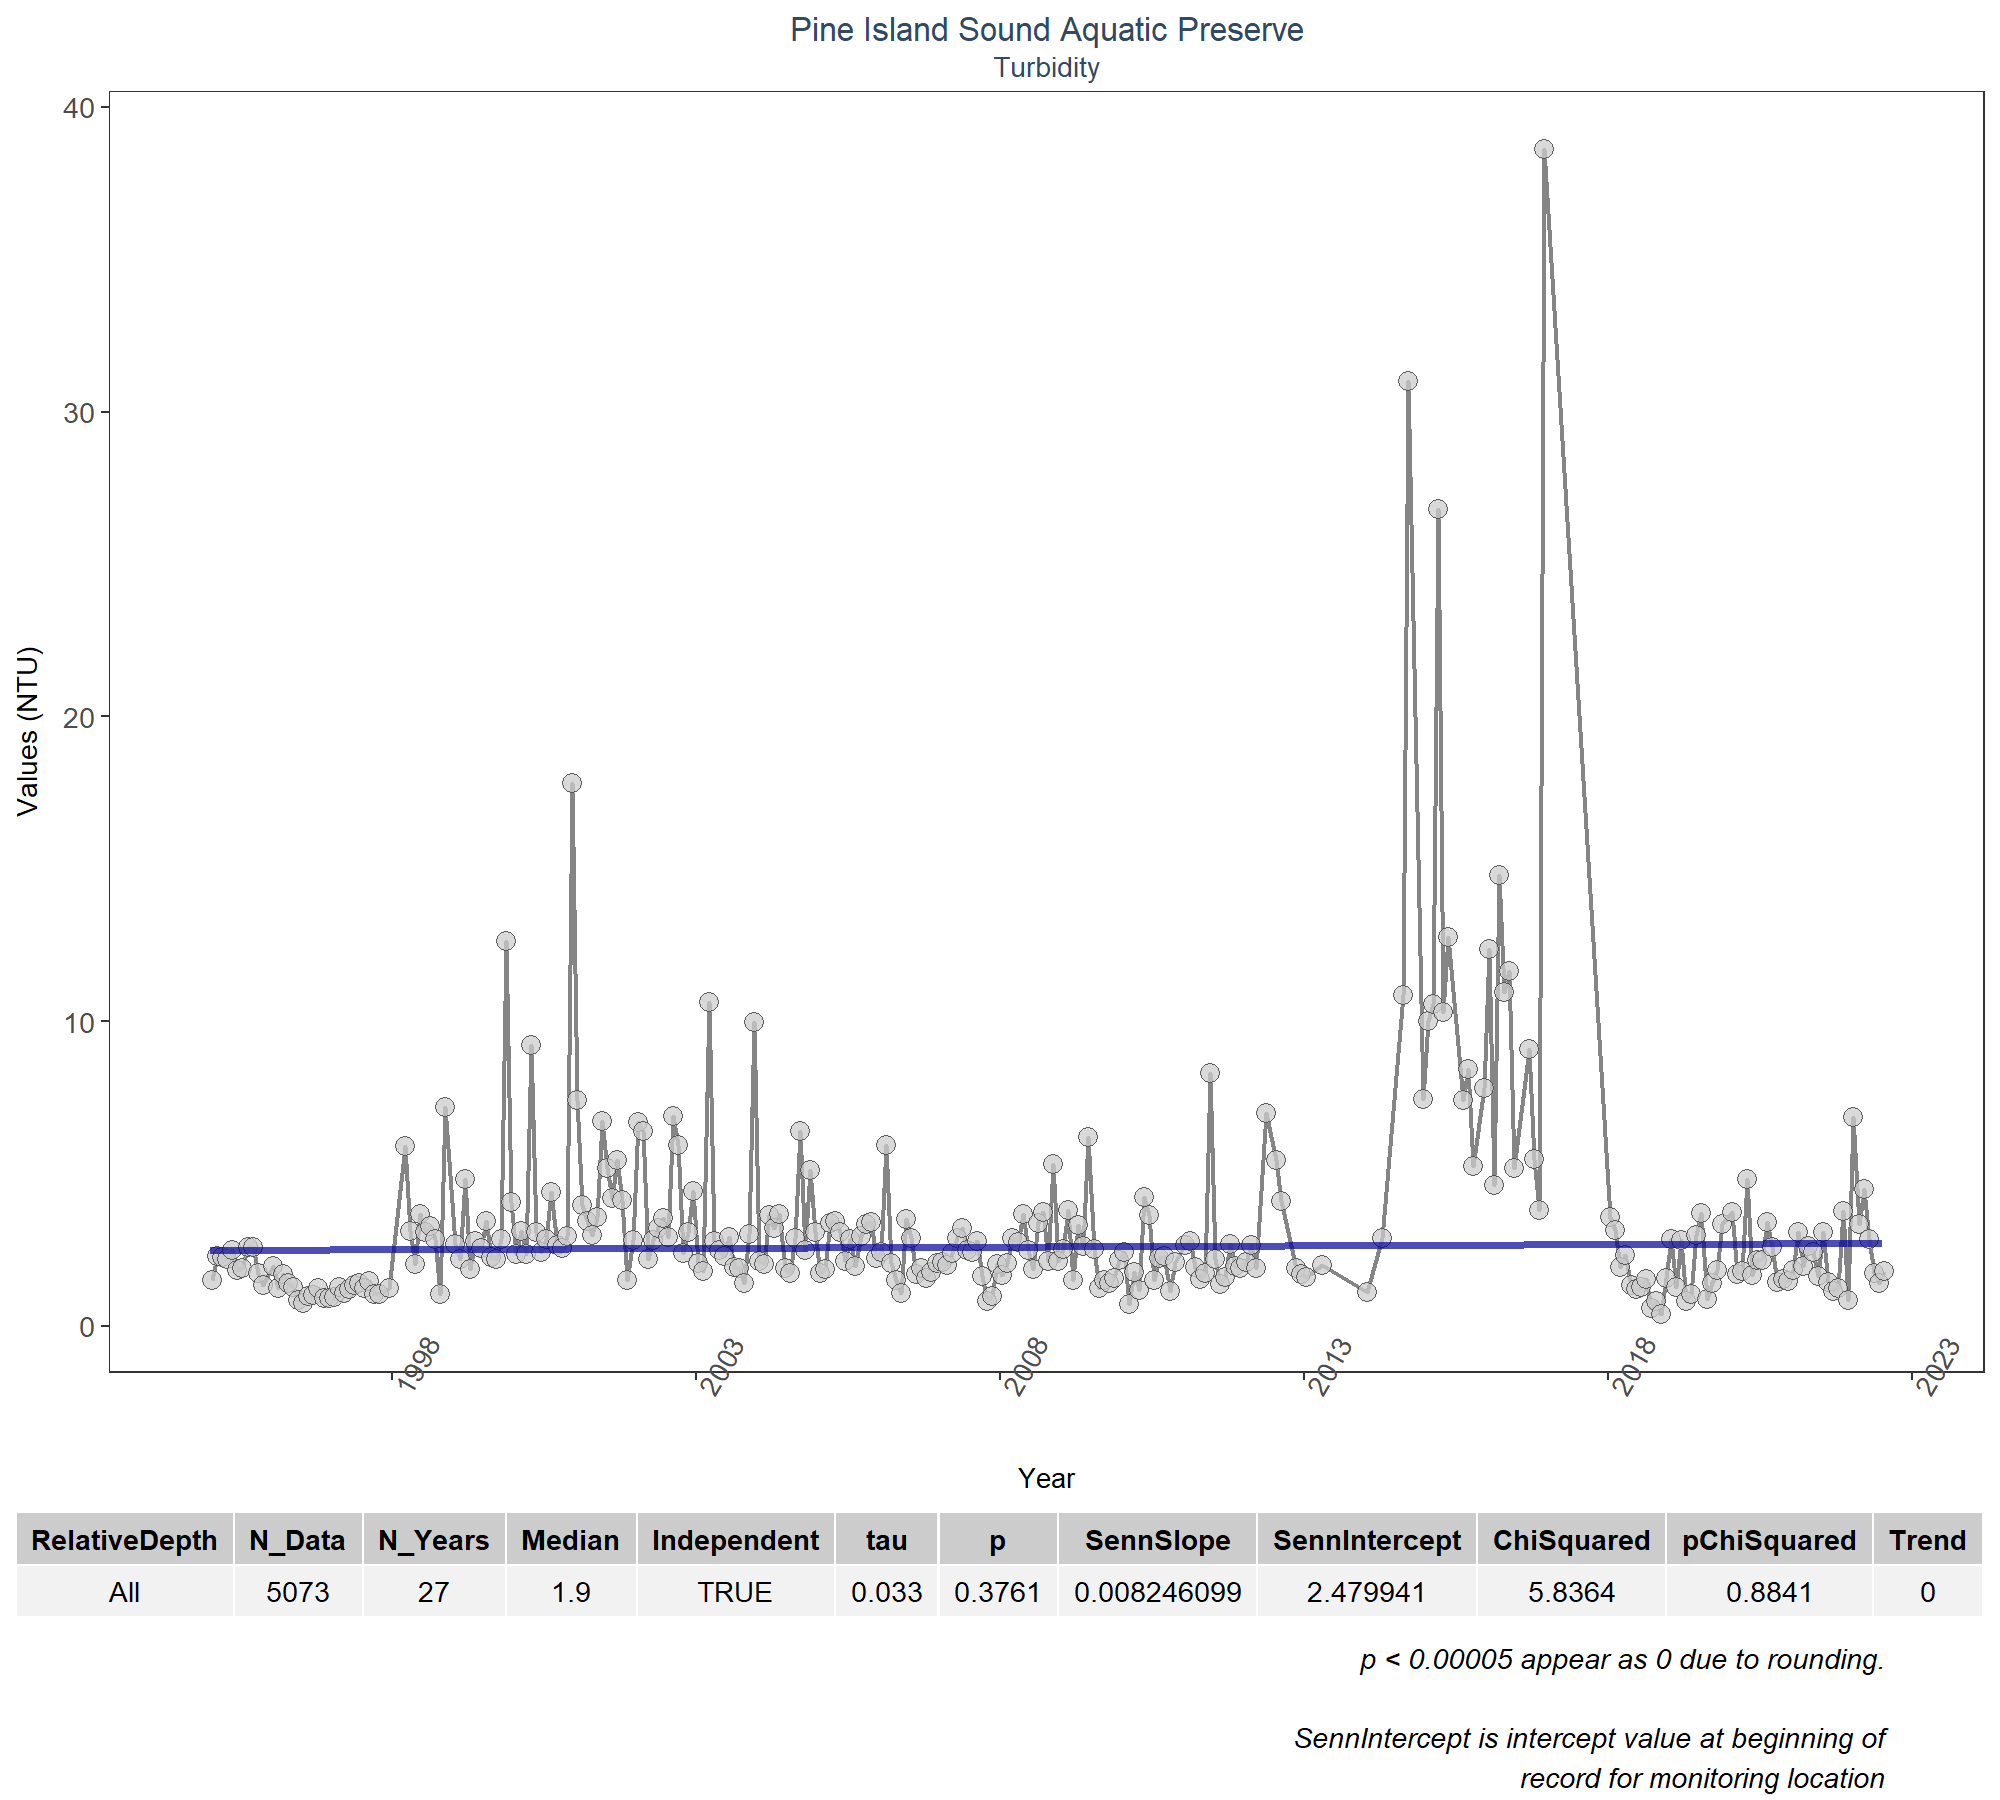 Pine Island Sound Aquatic Preserve
Turbidity
40
30
20
10
0
Values (NTU)
1998
2003
2008
2013
2018
2023
Year
RelativeDepth N_Data N_Years Median Independent tau p SennSlope SennIntercept ChiSquared pChiSquared Trend
All 5073 27 1.9 TRUE 0.033 0.3761 0.008246099 2.479941 5.8364 0.8841 0
p < 0.00005 appear as 0 due to rounding.
SennIntercept is intercept value at beginning of
record for monitoring location